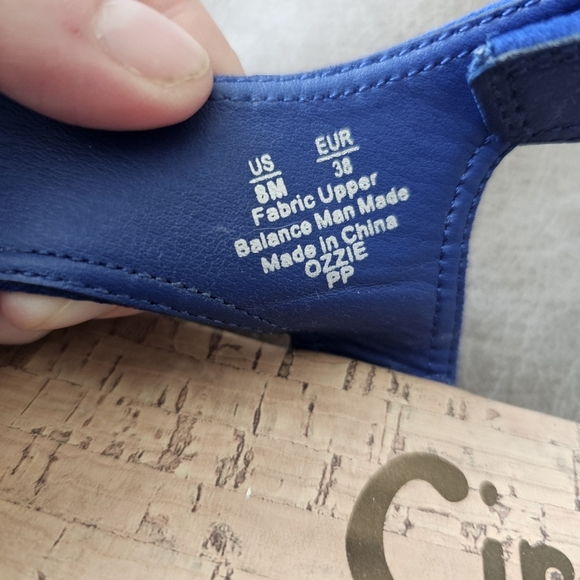 US EUR
8M 38
Fabric Upper
Balance Man Made
Made in China
OZZIE
PP